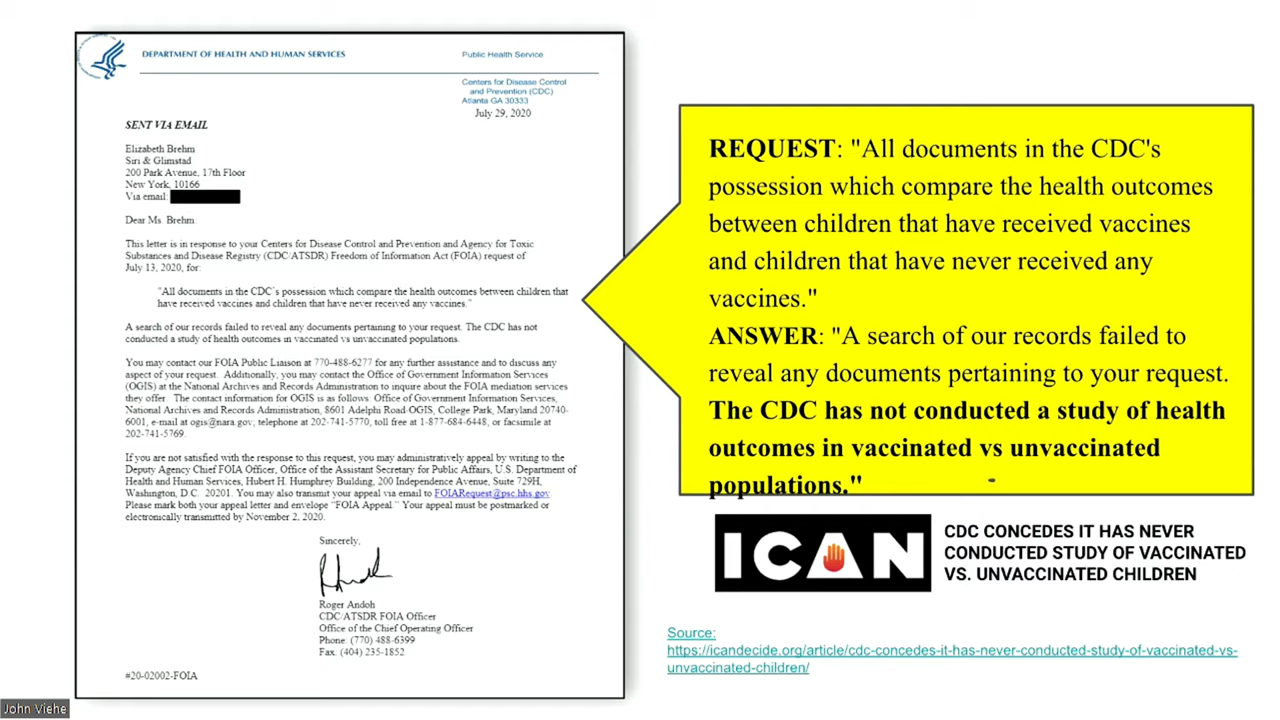 DEPARTMENT OF HEALTH AND HUMAN SERVICES
Public Health Service
Centers for Disease Control
and Prevention (CDC)
Atlanta GA 30333
July 29, 2020
SENT VIA EMAIL
Elizabeth Brehm
Siri & Glimstad
200 Park Avenue, 17th Floor
New York, 10166
Via email:
Dear Ms. Brehm:
This letter is in response to your Centers for Disease Control and Prevention and Agency for Toxic
Substances and Disease Registry (CDC/ATSDR) Freedom of Information Act (FOIA) request of
July 13, 2020, for:
"All documents in the CDC's possession which compare the health outcomes between children that
have received vaccines and children that have never received any vaccines."
A search of our records failed to reveal any documents pertaining to your request. The CDC has not
conducted a study of health outcomes in vaccinated vs unvaccinated populations.
You may contact our FOIA Public Liaison at 770-488-6277 for any further assistance and to discuss any
aspect of your request. Additionally, you may contact the Office of Government Information Services
(OGIS) at the National Archives and Records Administration to inquire about the FOIA mediation services
they offer. The contact information for OGIS is as follows: Office of Government Information Services,
National Archives and Records Administration, 8601 Adelphi Road-OGIS, College Park, Maryland 20740-
6001, e-mail at ogis@nara.gov; telephone at 202-741-5770, toll free at 1-877-684-6448, or facsimile at
202-741-5769.
If you are not satisfied with the response to this request, you may administratively appeal by writing to the
Deputy Agency Chief FOIA Officer, Office of the Assistant Secretary for Public Affairs, U.S. Department of
Health and Human Services, Hubert H. Humphrey Building, 200 Independence Avenue, Suite 729H,
Washington, D.C. 20201. You may also transmit your appeal via email to FOIARequest@psc.hhs.gov.
Please mark both your appeal letter and envelope "FOIA Appeal." Your appeal must be postmarked or
electronically transmitted by November 2, 2020.
Sincerely,
Roger Andoh
CDC/ATSDR FOIA Officer
Office of the Chief Operating Officer
Phone: (770) 488-6399
Fax: (404) 235-1852
#20-02002-FOIA
REQUEST: "All documents in the CDC's
possession which compare the health outcomes
between children that have received vaccines
and children that have never received any
vaccines."
ANSWER: "A search of our records failed to
reveal any documents pertaining to your request.
The CDC has not conducted a study of health
outcomes in vaccinated vs unvaccinated
populations."
ICAN
CDC CONCEDES IT HAS NEVER
CONDUCTED STUDY OF VACCINATED
VS. UNVACCINATED CHILDREN
Source:
https://icandecide.org/article/cdc-concedes-it-has-never-conducted-study-of-vaccinated-vs-
unvaccinated-children/
John Viehe